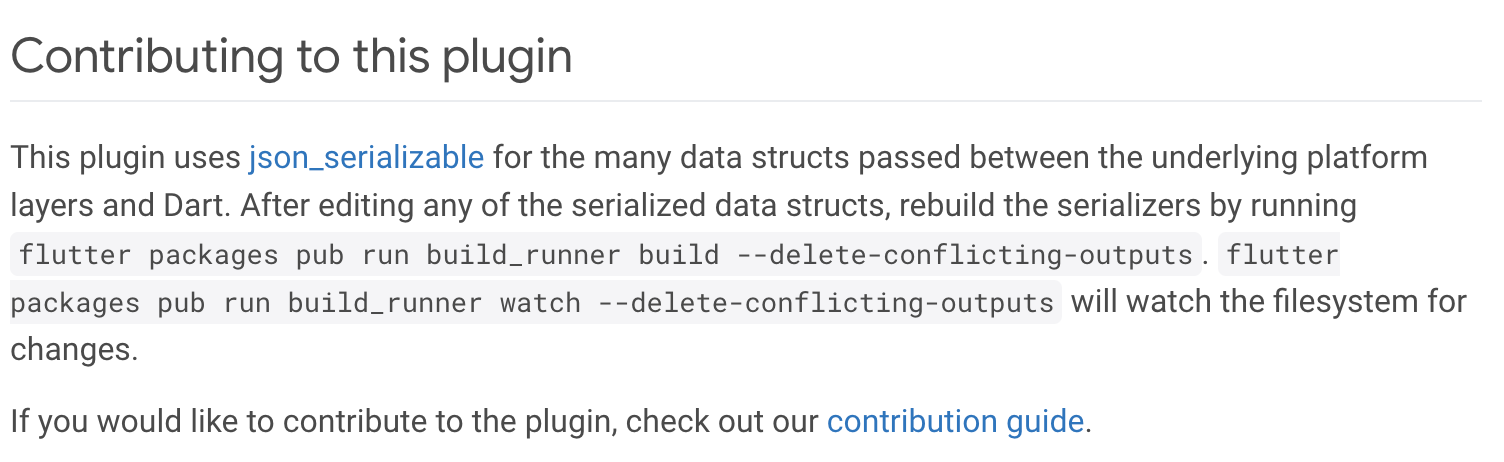 Contributing to this plugin
This plugin uses json_serializable for the many data structs passed between the underlying platform
layers and Dart. After editing any of the serialized data structs, rebuild the serializers by running
flutter packages pub run build_runner build --delete-conflicting-outputs. flutter
packages pub run build_runner watch --delete-conflicting-outputs will watch the filesystem for
changes.
If you would like to contribute to the plugin, check out our contribution guide.